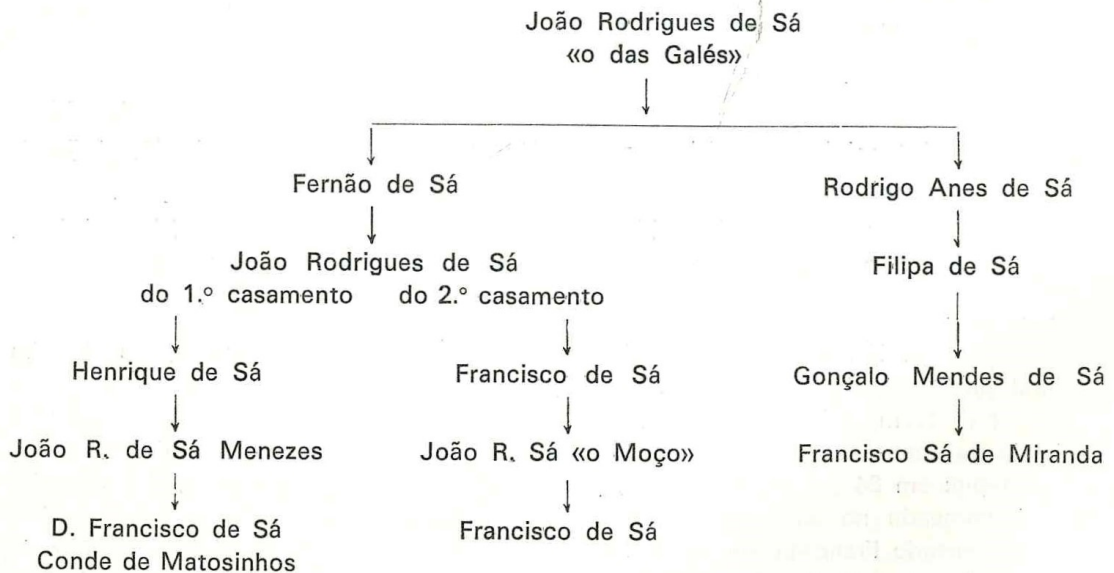 João Rodrigues de Sá
«o das Galés»
Fernão de Sá
Rodrigo Anes de Sá
João Rodrigues de Sá
Filipa de Sá
do 1.º casamento do 2.º casamento
Henrique de Sá
Francisco de Sá
Gonçalo Mendes de Sá
João R. de Sá Menezes
João R. Sá «o Moço»
Francisco Sá de Miranda
D. Francisco de Sá
Francisco de Sá
Conde de Matosinhos